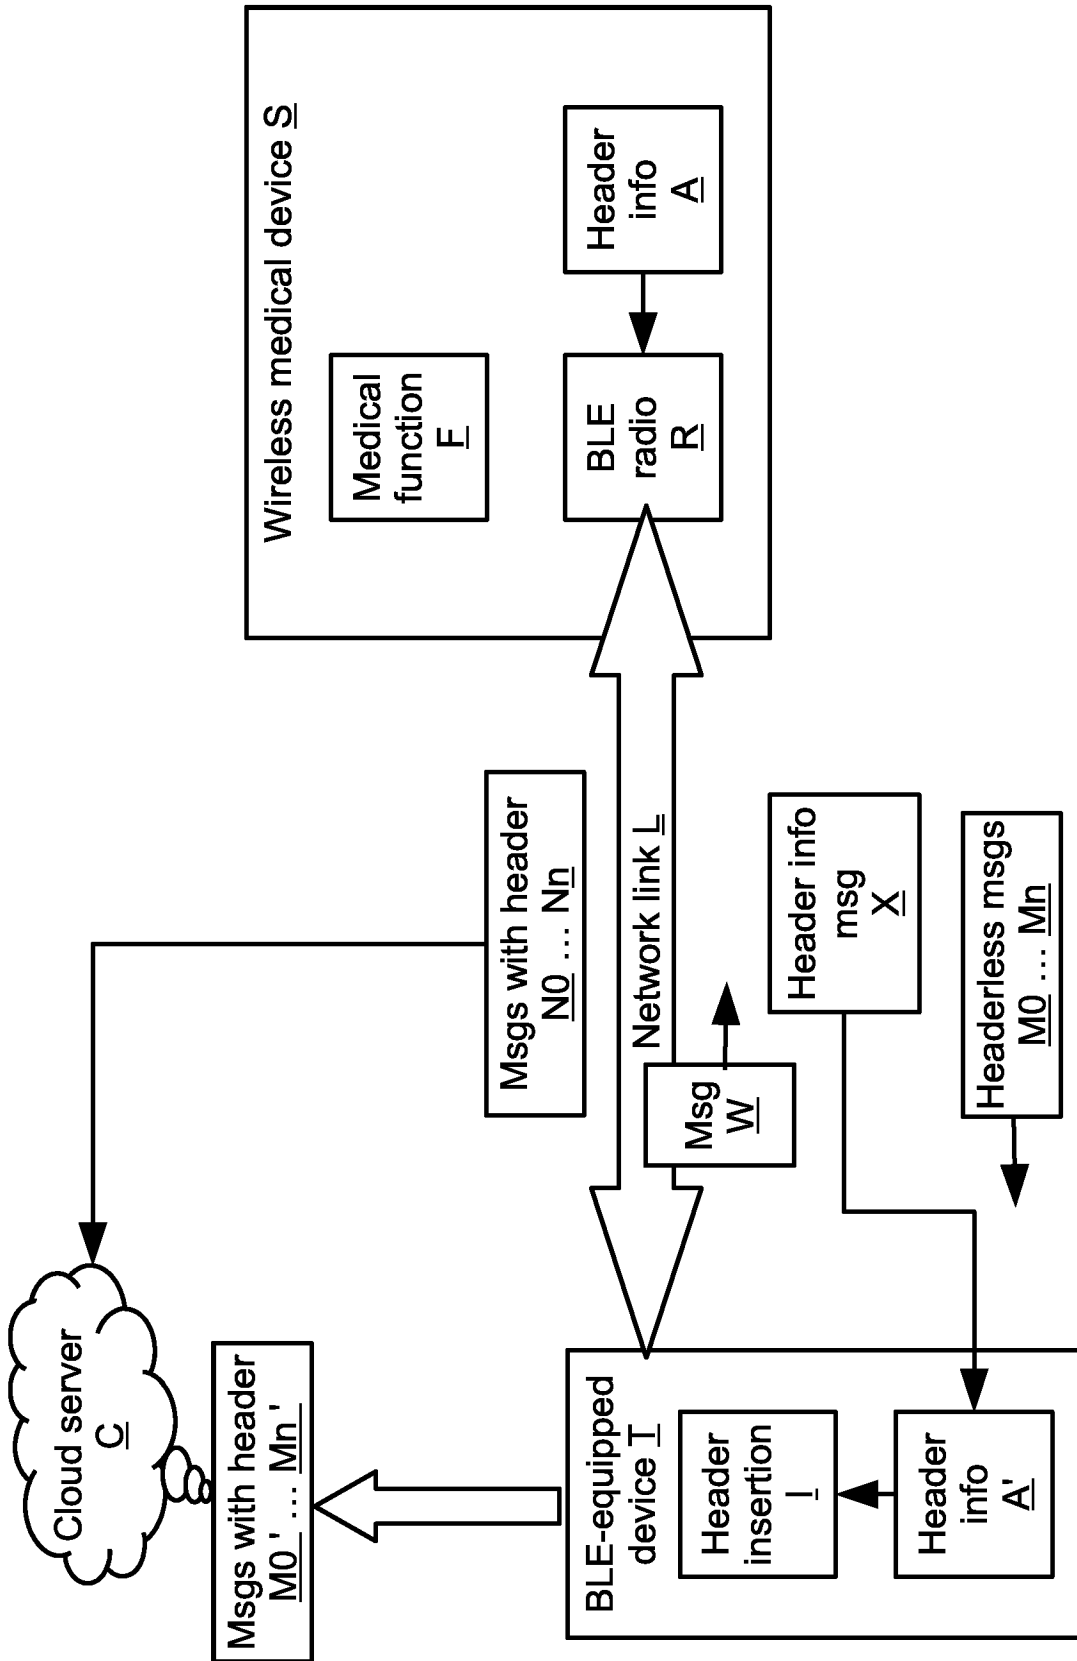 Cloud server
C
Msgs with header
M0' ... Mn'
Msgs with header
N0 ... Nn
Wireless medical device S
Medical
function
F
BLE-equipped
device T
Header
insertion
I
Header
info
A'
Network link L
Msg
W
BLE
radio
R
Header
info
A
Header info
msg
X
Headerless msgs
M0 ... Mn